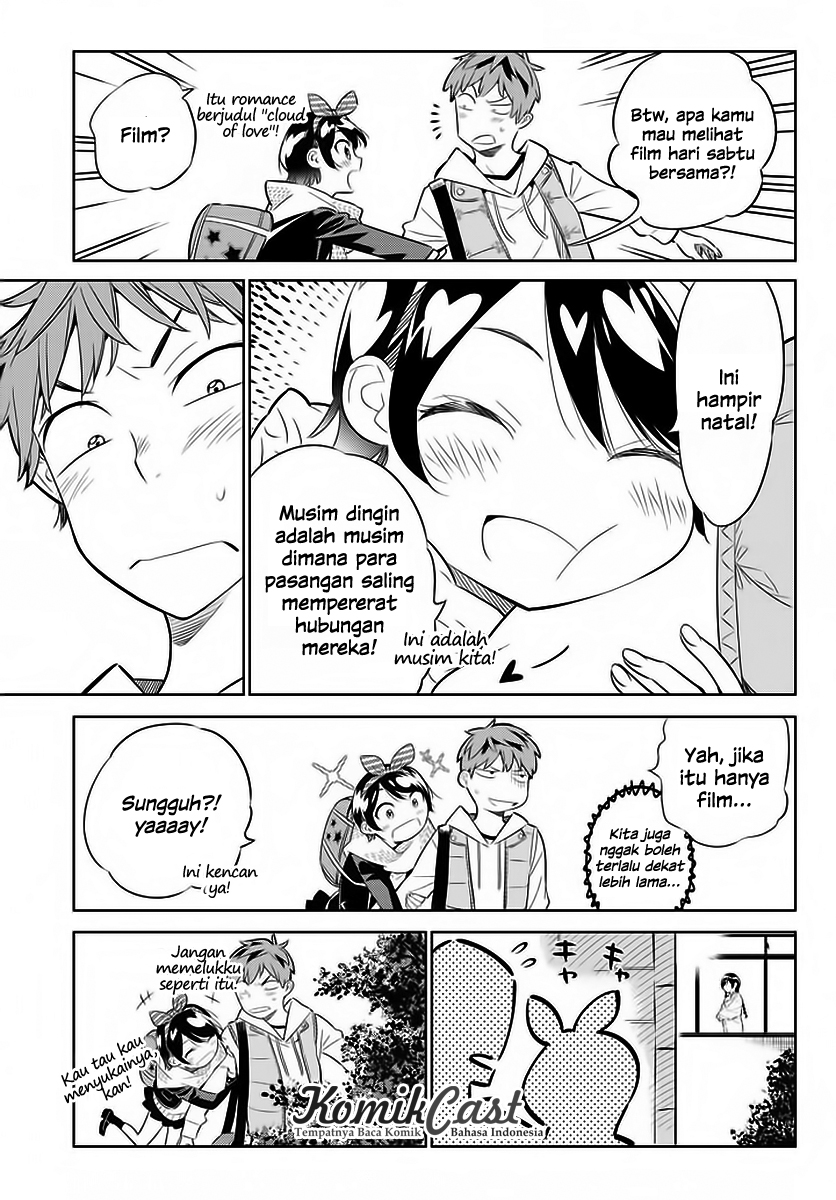 Btw, apa kamu
mau melihat
film hari sabtu
bersama?!
Film?
Itu romance
berjudul "cloud
of love"!
Ini
hampir
natal!
Musim dingin
adalah musim
dimana para
pasangan saling
mempererat
hubungan
mereka!
Ini adalah
musim kita!
Yah, jika
itu hanya
film...
Kita juga
nggak boleh
terlalu dekat
lebih lama...
Sungguh?!
yaaaay!
Ini kencan
ya!
キャ
キャ
Jangan
memelukku
seperti itu!
Kau tau kau
menyukainya,
kan!
KomikCast
Tempatnya Baca Komik Bahasa Indonesia